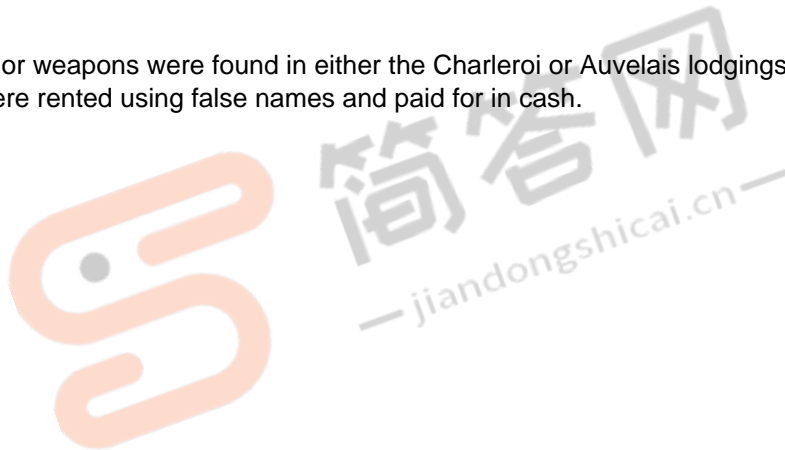 or weapons were found in either the Charleroi or Auvelais lodgings
ere rented using false names and paid for in cash.
简答网
jiandongshicai.cn